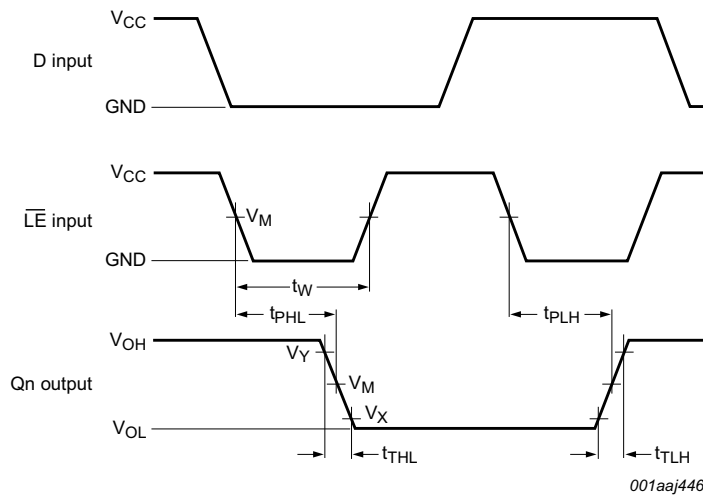 VCC
D input
GND
VCC
L̅E̅ input
VM
GND
tW
tPHL
tPLH
VOH
VY
Qn output
VM
VX
VOL
tTHL
tTLH
001aaj446